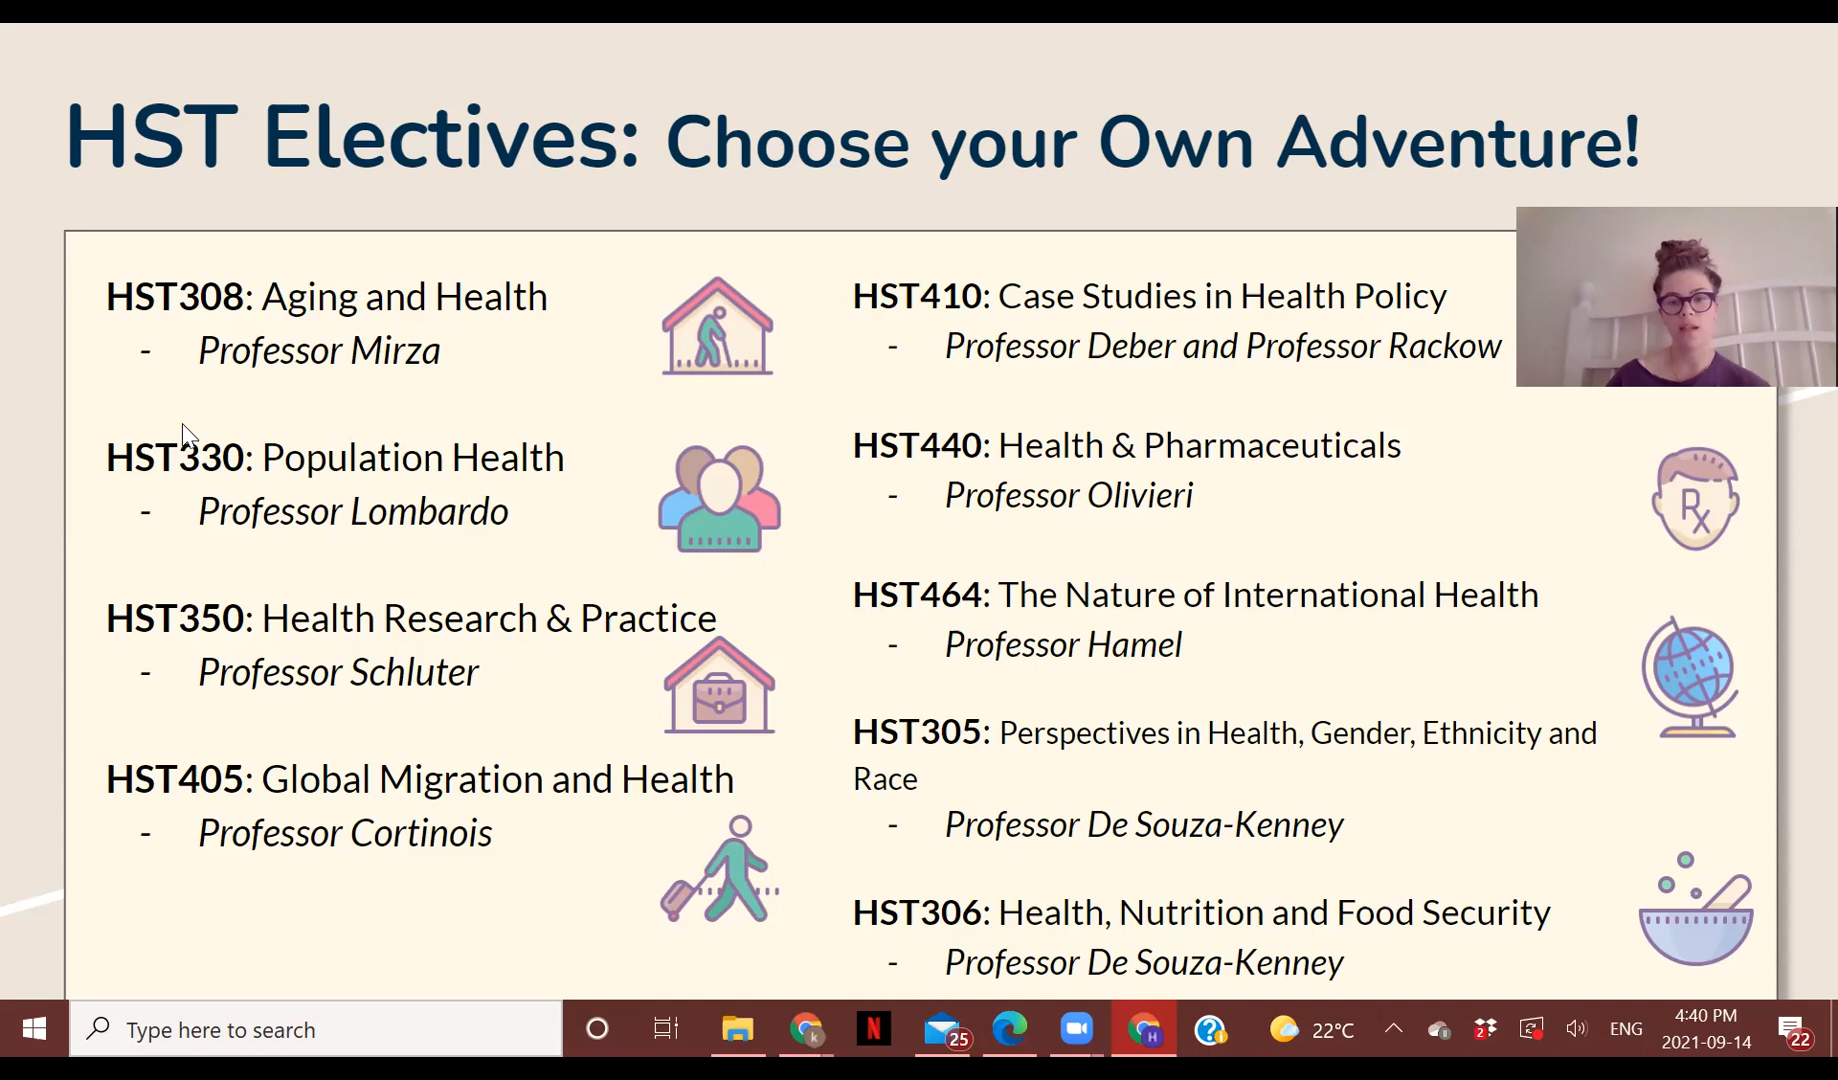 HST Electives: Choose your Own Adventure!
HST308: Aging and Health
- Professor Mirza
HST330: Population Health
- Professor Lombardo
HST350: Health Research & Practice
- Professor Schluter
HST405: Global Migration and Health
- Professor Cortinois
HST410: Case Studies in Health Policy
- Professor Deber and Professor Rackow
HST440: Health & Pharmaceuticals
- Professor Olivieri
Rx
HST464: The Nature of International Health
- Professor Hamel
HST305: Perspectives in Health, Gender, Ethnicity and
Race
- Professor De Souza-Kenney
HST306: Health, Nutrition and Food Security
- Professor De Souza-Kenney
Type here to search
k
N
25
H
?
22°C
2
ENG
4:40 PM
2021-09-14
22